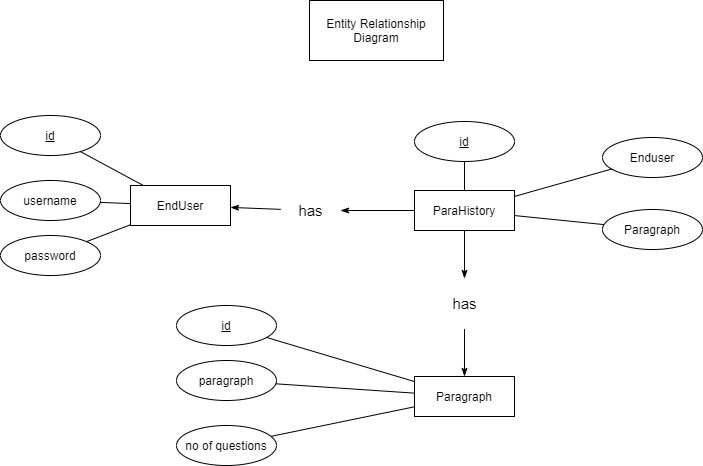 Entity Relationship
Diagram
id
id
Enduser
username
EndUser
has
ParaHistory
Paragraph
password
has
id
paragraph
Paragraph
no of questions